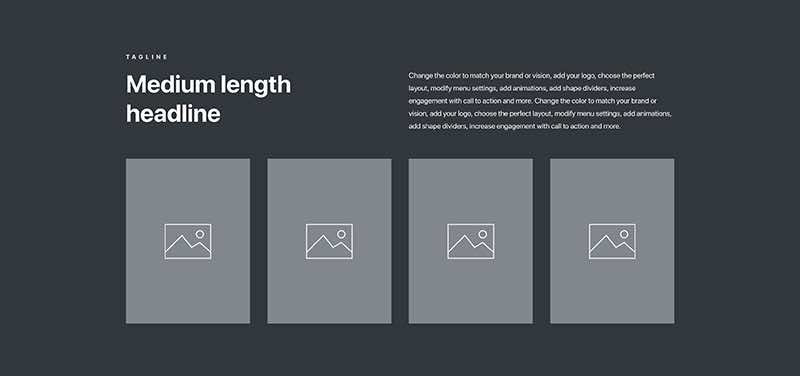 TAGLINE
Medium length
headline
Change the color to match your brand or vision, add your logo, choose the perfect
layout, modify menu settings, add animations, add shape dividers, increase
engagement with call to action and more. Change the color to match your brand or
vision, add your logo, choose the perfect layout, modify menu settings, add animations,
add shape dividers, increase engagement with call to action and more.